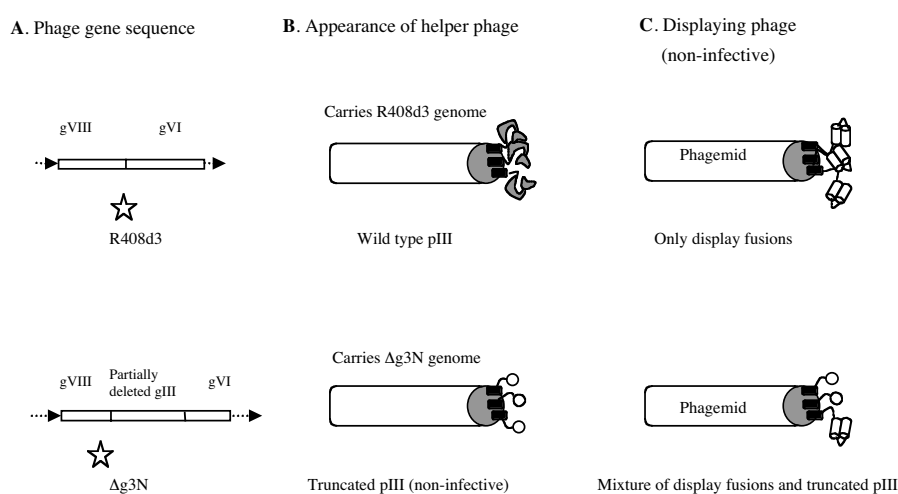 A. Phage gene sequence
B. Appearance of helper phage
C. Displaying phage
(non-infective)
gVIII
gVI
R408d3
Carries R408d3 genome
Wild type pIII
Phagemid
Only display fusions
gVIII
Partially
deleted gIII
gVI
Δg3N
Carries Δg3N genome
Truncated pIII (non-infective)
Phagemid
Mixture of display fusions and truncated pIII